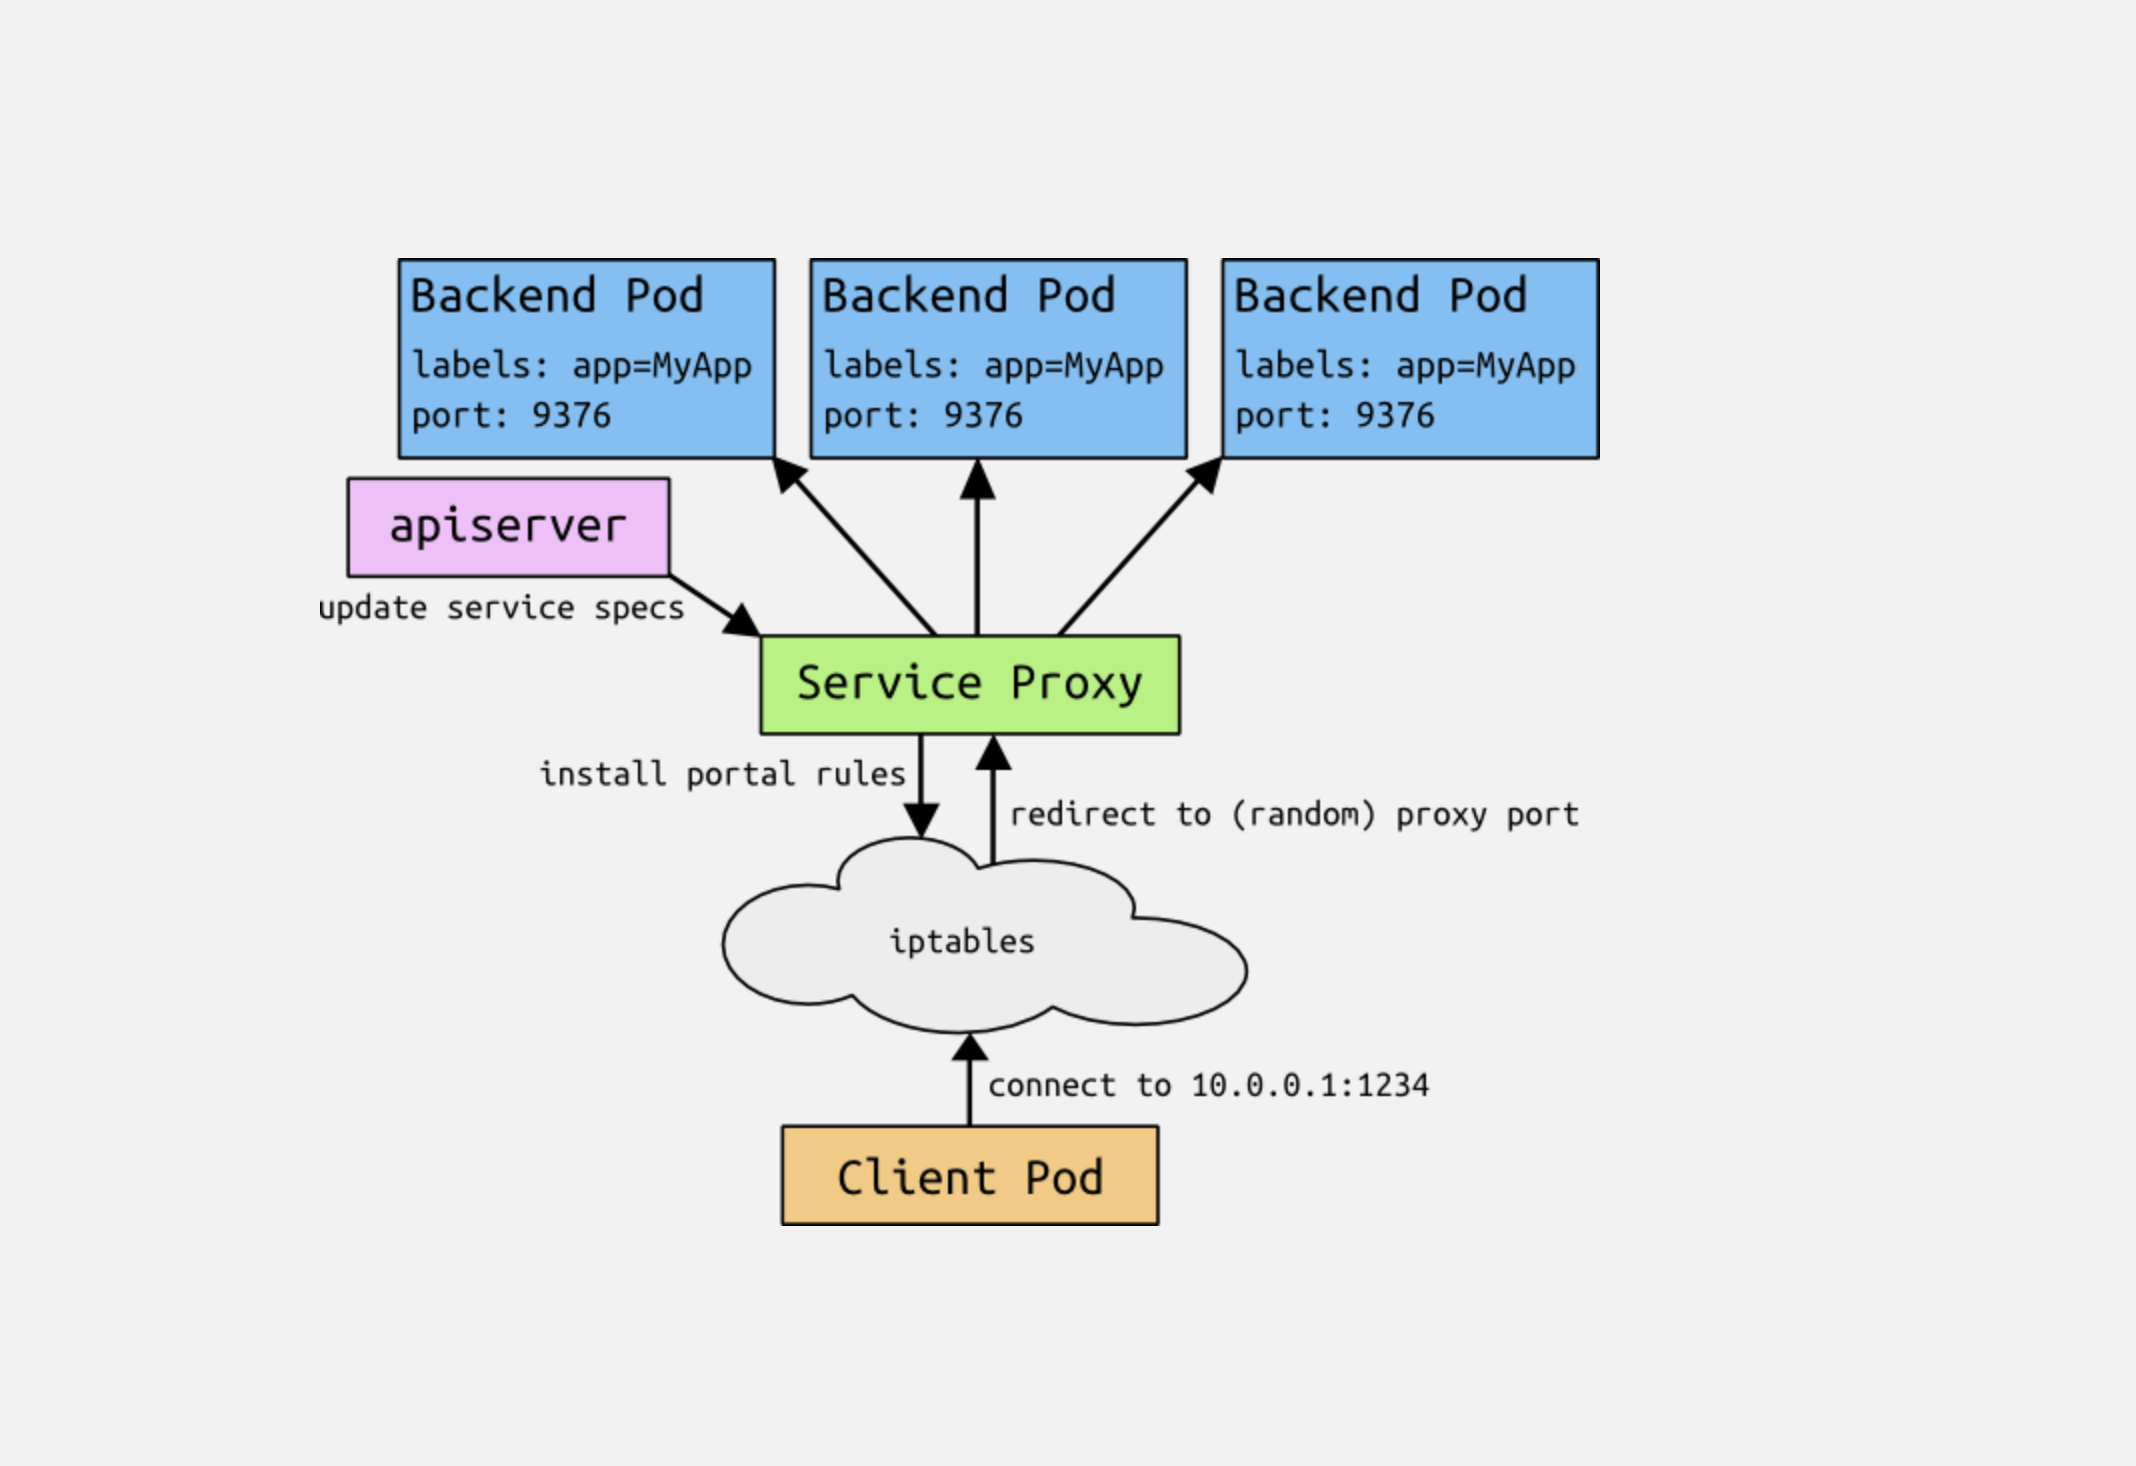 Backend Pod
labels: app=MyApp
port: 9376
Backend Pod
labels: app=MyApp
port: 9376
Backend Pod
labels: app=MyApp
port: 9376
apiserver
update service specs
Service Proxy
install portal rules
redirect to (random) proxy port
iptables
connect to 10.0.0.1:1234
Client Pod